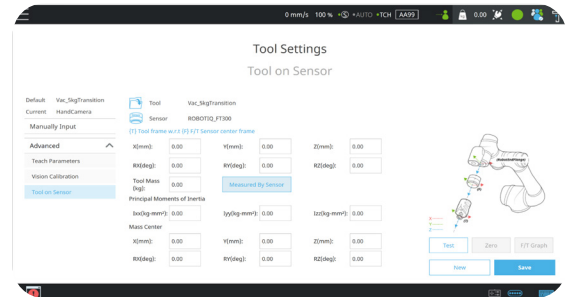 0 mm/s 100 % AUTO TCH AA99 0.00
Tool Settings
Tool on Sensor
Default Vac_5kgTransition
Current HandCamera
Manually Input
Advanced
Teach Parameters
Vision Calibration
Tool on Sensor
Tool Vac_5kgTransition
Sensor ROBOTIQ_FT300
[T] Tool frame w.r.t [F] F/T Sensor center frame
X(mm): 0.00 Y(mm): 0.00 Z(mm): 0.00
RX(deg): 0.00 RY(deg): 0.00 RZ(deg): 0.00
Tool Mass (kg): 0.00 Measured By Sensor
Principal Moments of Inertia
Ixx(kg-mm²): 0.00 Iyy(kg-mm²): 0.00 Izz(kg-mm²): 0.00
Mass Center
X(mm): 0.00 Y(mm): 0.00 Z(mm): 0.00
RX(deg): 0.00 RY(deg): 0.00 RZ(deg): 0.00
Test Zero F/T Graph
New Save